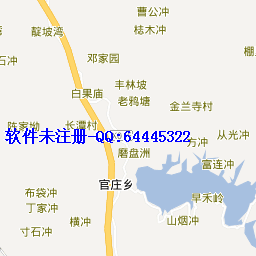 曹公冲
靛坡湾
枯木冲
邓家园
石冲
丰林坡
白果庙
老鸦塘
金兰寺村
陈家坳
长潭村
方冲
从光冲
软件未注册-QQ:64445322
磨盘洲
富连冲
官庄乡
布袋冲
丁家冲
早禾岭
横冲
山烟冲
寸石冲